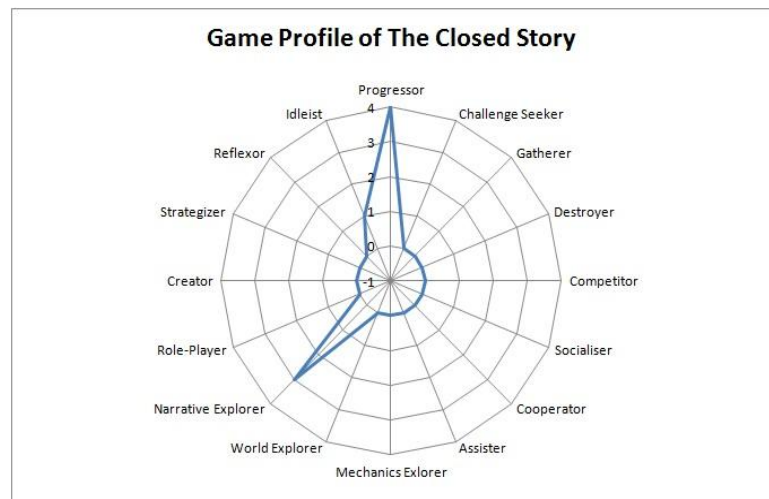 Game Profile of The Closed Story
Progressor
Challenge Seeker
Gatherer
Destroyer
Competitor
Socialiser
Cooperator
Assister
Mechanics Exlorer
World Explorer
Narrative Explorer
Role-Player
Creator
Strategizer
Reflexor
Idleist
4
3
2
1
0
-1